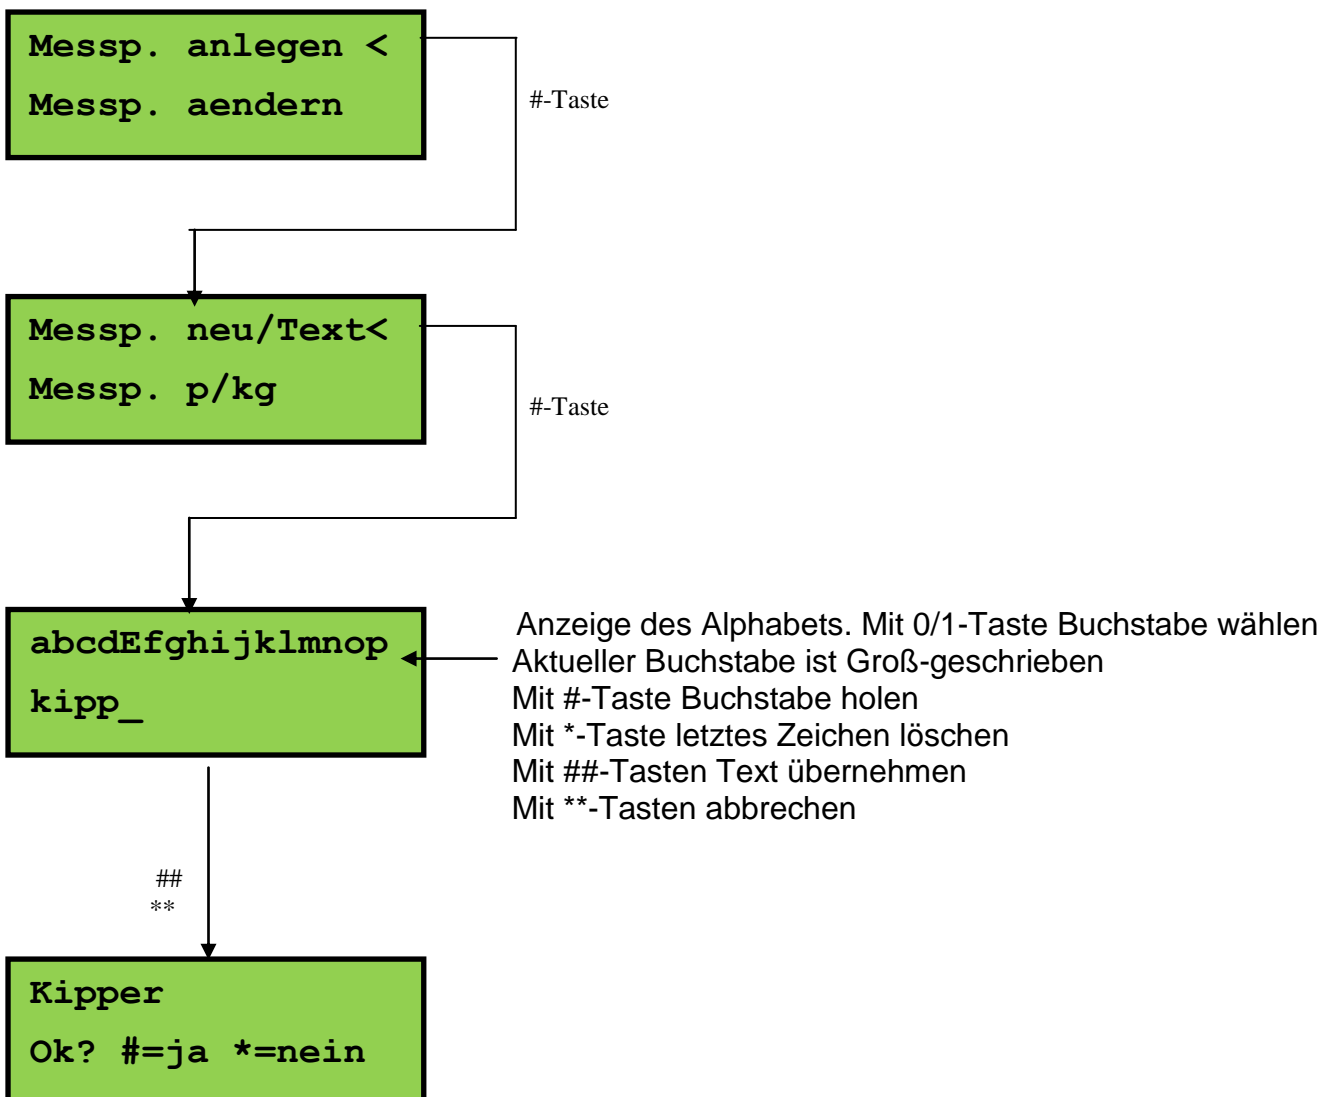 Messp. anlegen <
Messp. aendern
#-Taste
Messp. neu/Text<
Messp. p/kg
#-Taste
abcdEfghijklmnop
kipp_
Anzeige des Alphabets. Mit 0/1-Taste Buchstabe wählen
Aktueller Buchstabe ist Groß-geschrieben
Mit #-Taste Buchstabe holen
Mit *-Taste letztes Zeichen löschen
Mit ##-Tasten Text übernehmen
Mit **-Tasten abbrechen
##
**
Kipper
Ok? #=ja *=nein